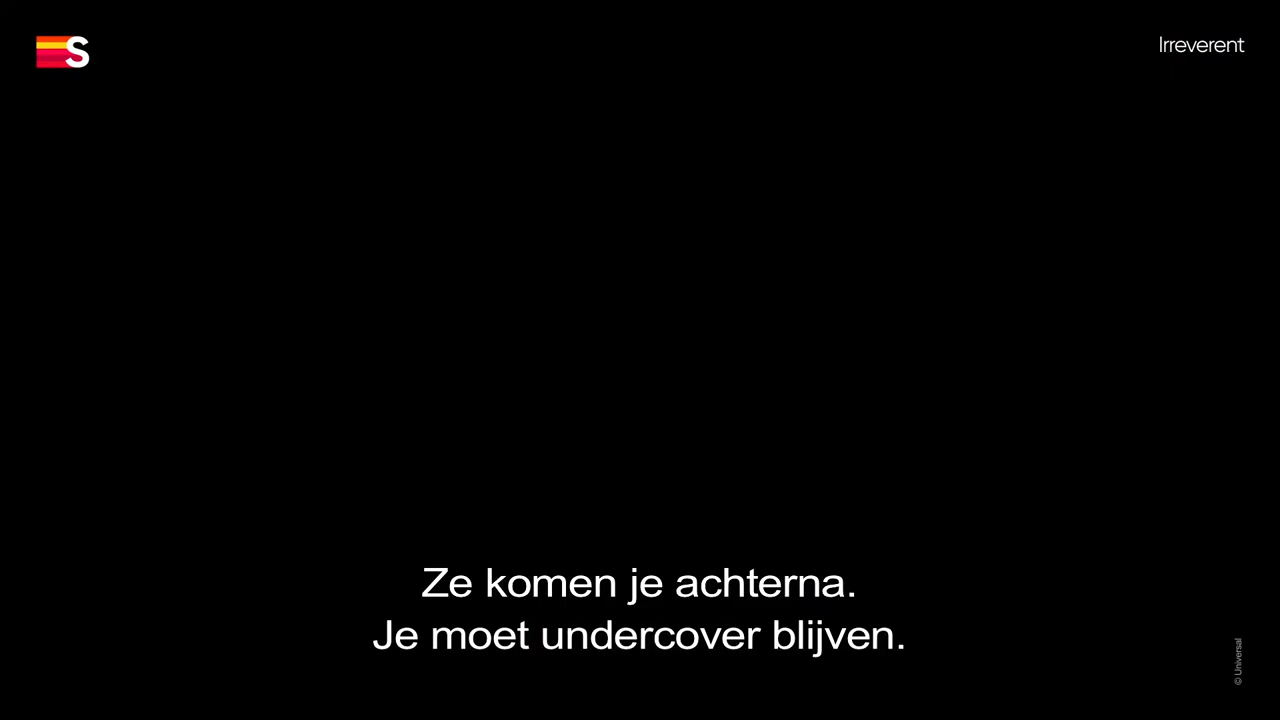 S
Irreverent
Ze komen je achterna.
Je moet undercover blijven.
© Universal